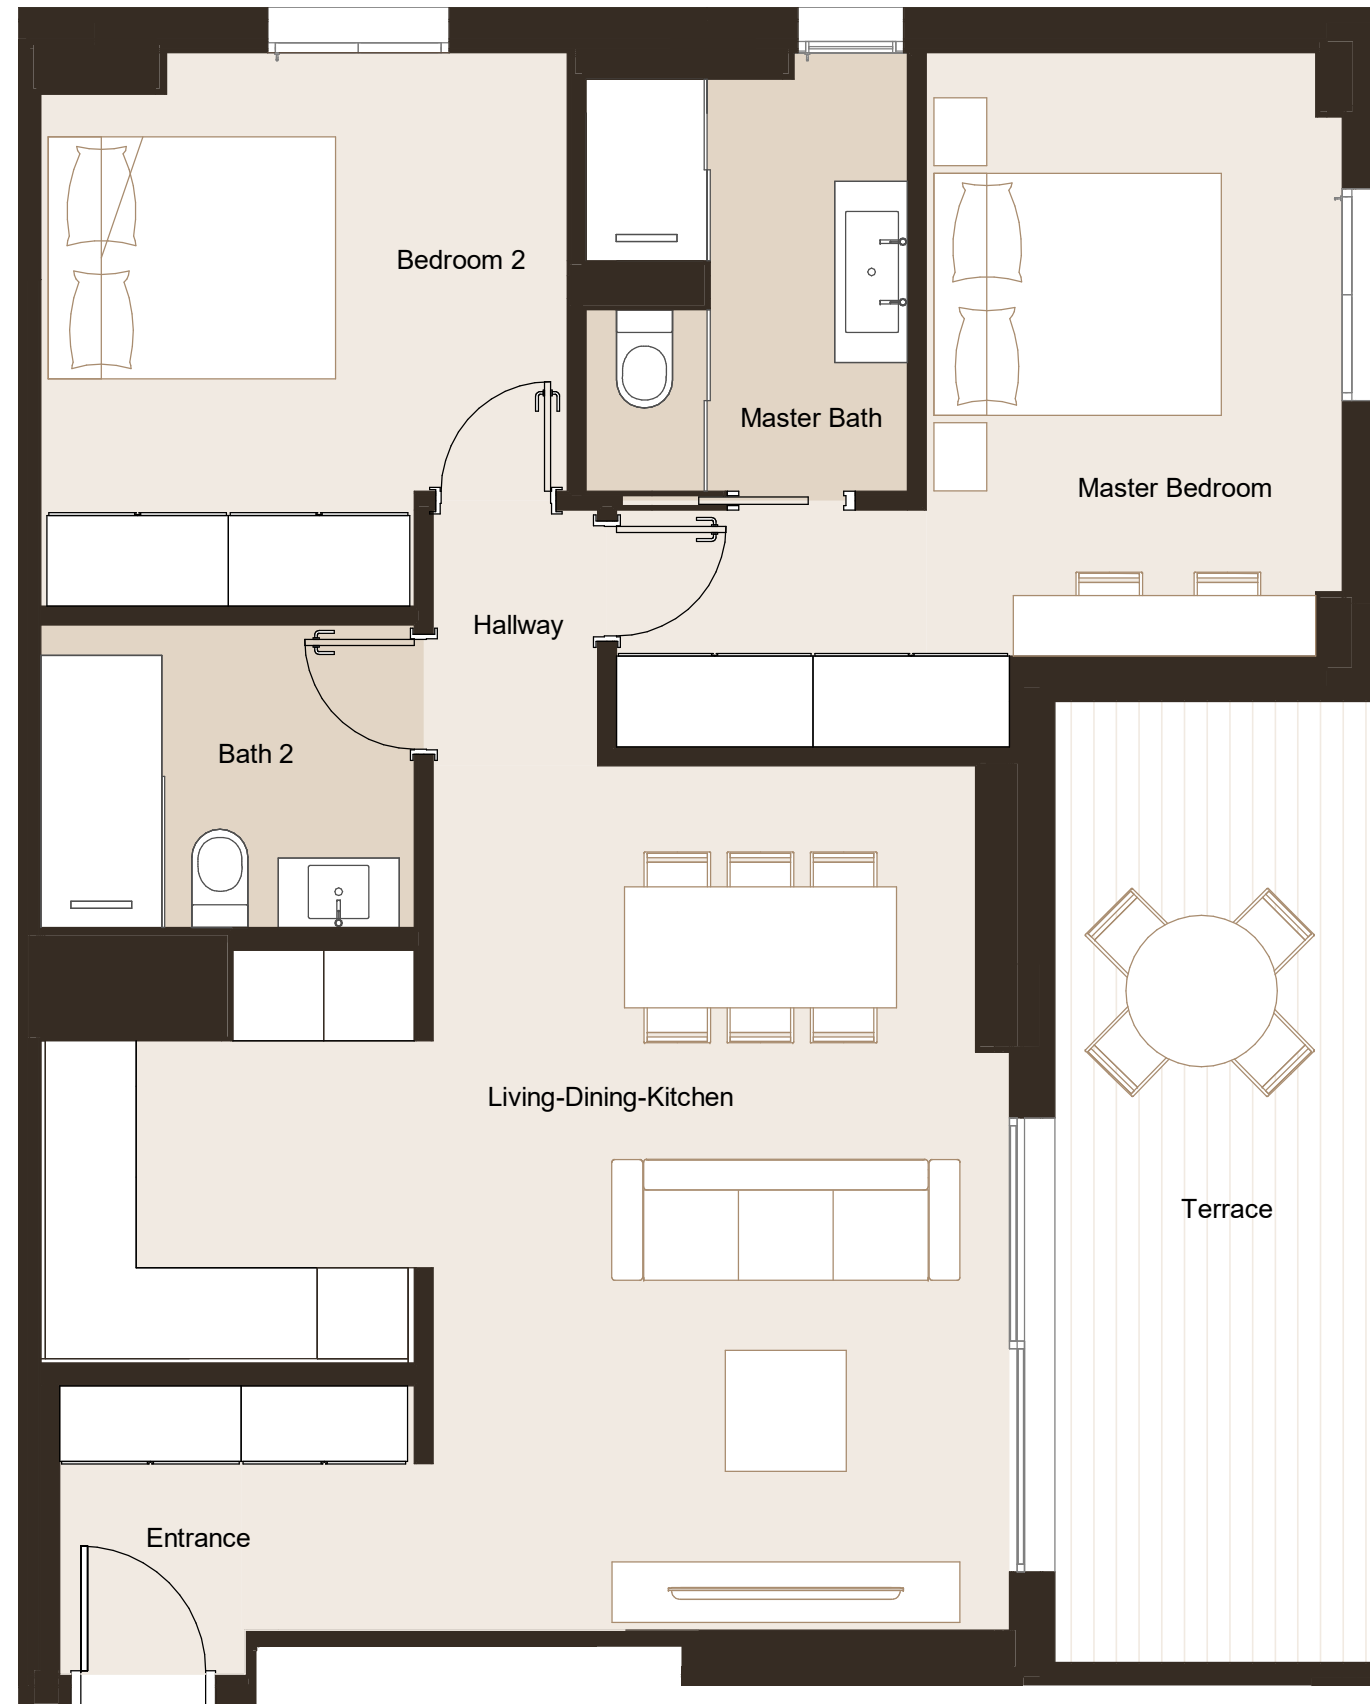 Bedroom 2
Master Bath
Master Bedroom
Hallway
Bath 2
Living-Dining-Kitchen
Terrace
Entrance